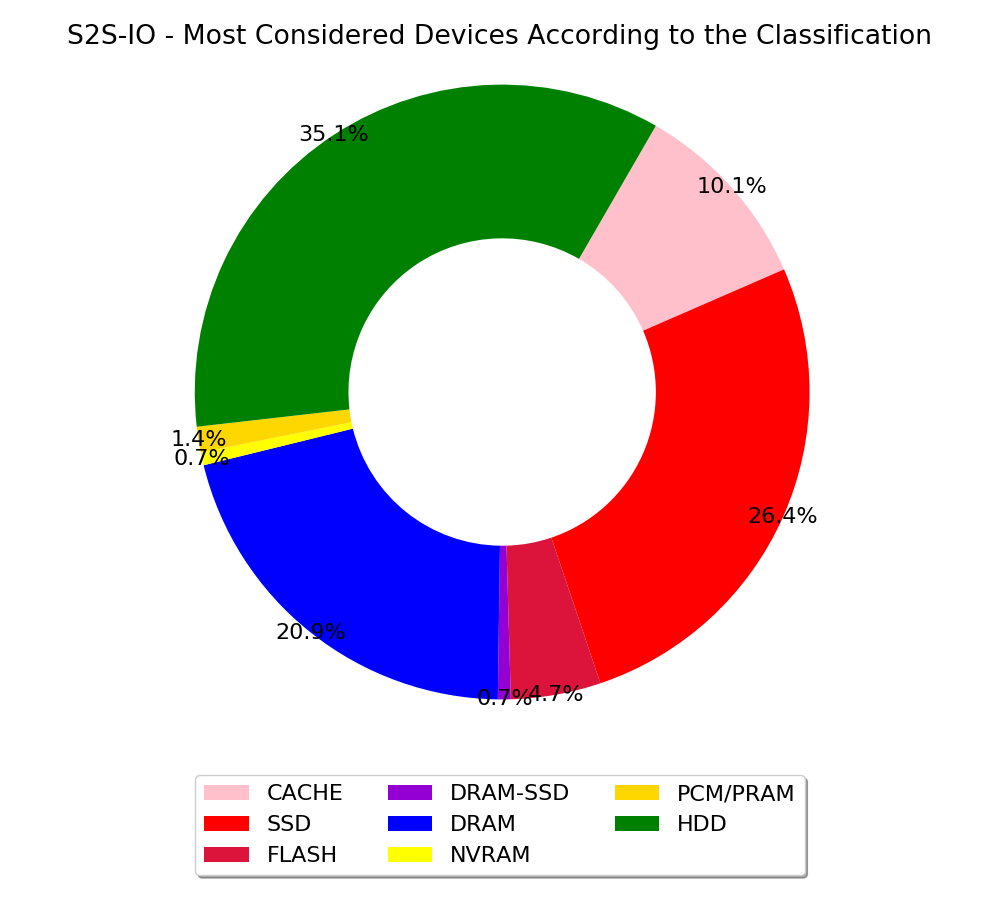 S2S-IO - Most Considered Devices According to the Classification
35.1%
10.1%
1.4%
0.7%
26.4%
20.9%
0.7%
4.7%
CACHE
SSD
FLASH
DRAM-SSD
DRAM
NVRAM
PCM/PRAM
HDD